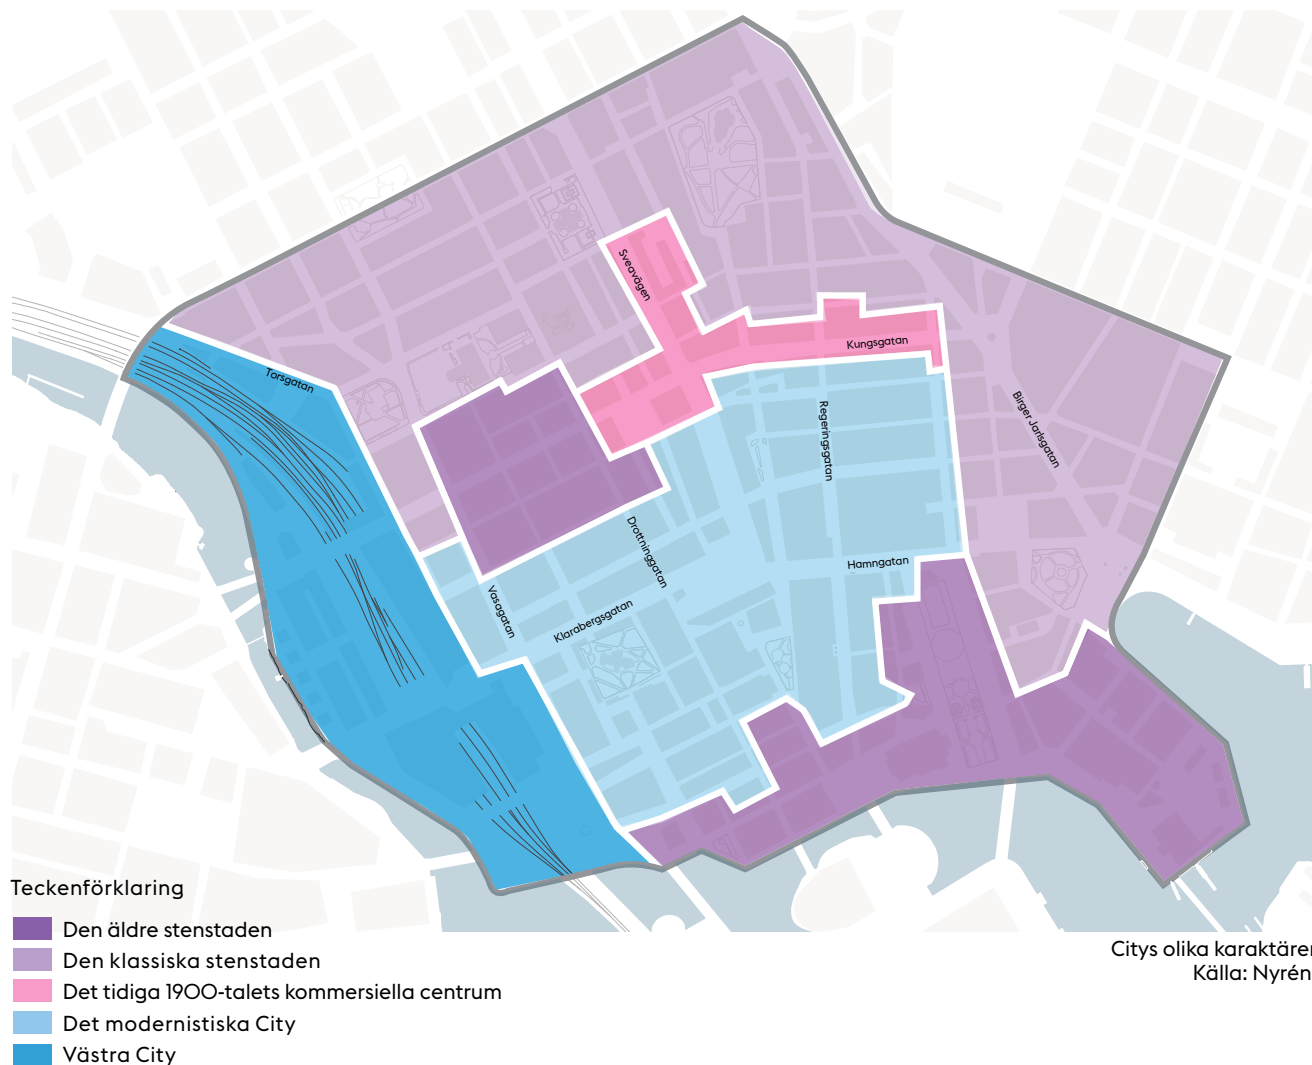 Sveavägen
Kungsgatan
Torsgatan
Birger Jarlsgatan
Regeringsgatan
Drottninggatan
Hamngatan
Vasagatan
Klarabergsgatan
Teckenförklaring
Den äldre stenstaden
Den klassiska stenstaden
Det tidiga 1900-talets kommersiella centrum
Det modernistiska City
Västra City
Citys olika karaktärer
Källa: Nyrén